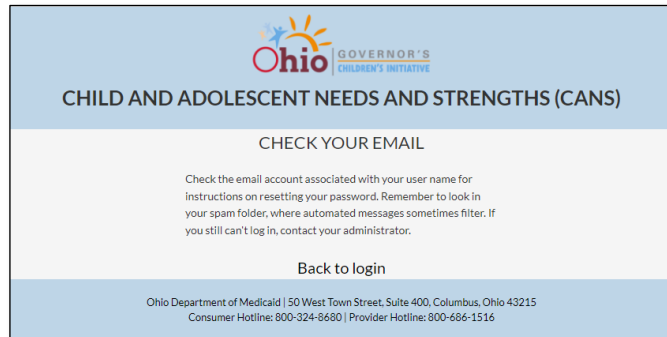 Ohio
GOVERNOR'S
CHILDREN'S INITIATIVE
CHILD AND ADOLESCENT NEEDS AND STRENGTHS (CANS)
CHECK YOUR EMAIL
Check the email account associated with your user name for
instructions on resetting your password. Remember to look in
your spam folder, where automated messages sometimes filter. If
you still can't log in, contact your administrator.
Back to login
Ohio Department of Medicaid | 50 West Town Street, Suite 400, Columbus, Ohio 43215
Consumer Hotline: 800-324-8680 | Provider Hotline: 800-686-1516